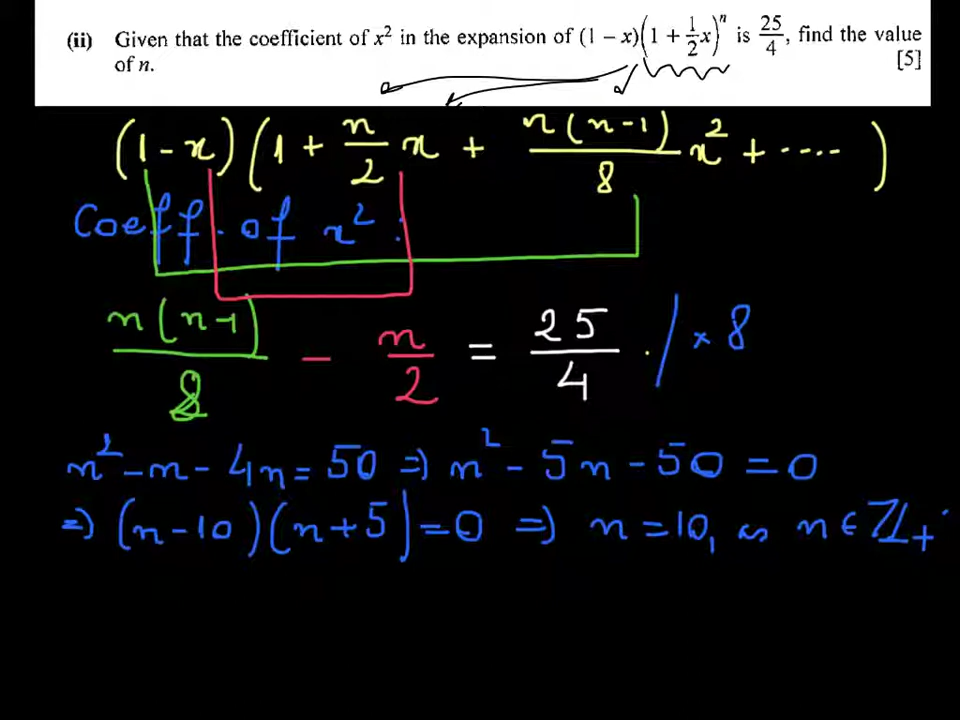 (ii) Given that the coefficient of x² in the expansion of (1 − x)(1 + ½x)ⁿ is 25/4, find the value
of n. [5]
(1 - x)(1 + n/2 x + n(n-1)/8 x² + ····)
Coeff. of x² :
n(n-1)/8 - n/2 = 25/4 · / × 8
n² - n - 4n = 50 ⇒ n² - 5n - 50 = 0
⇒ (n - 10)(n + 5) = 0 ⇒ n = 10, as n ∈ ℤ₊.